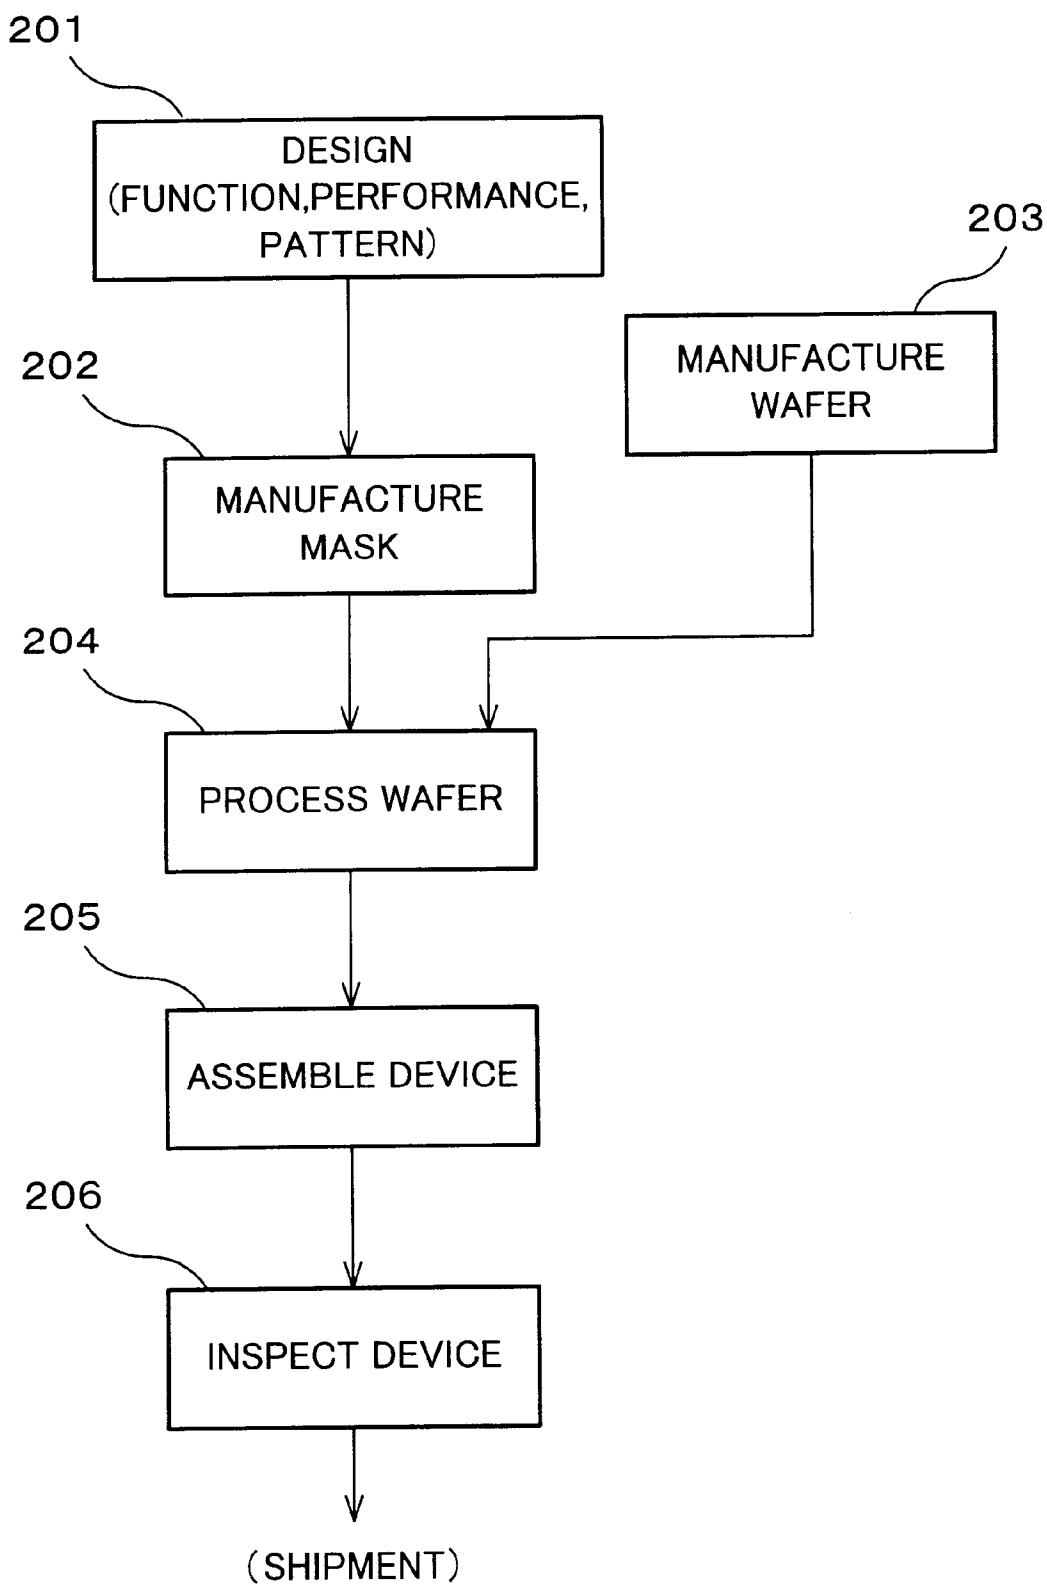 201
DESIGN
(FUNCTION,PERFORMANCE,
PATTERN)
203
MANUFACTURE
WAFER
202
MANUFACTURE
MASK
204
PROCESS WAFER
205
ASSEMBLE DEVICE
206
INSPECT DEVICE
(SHIPMENT)